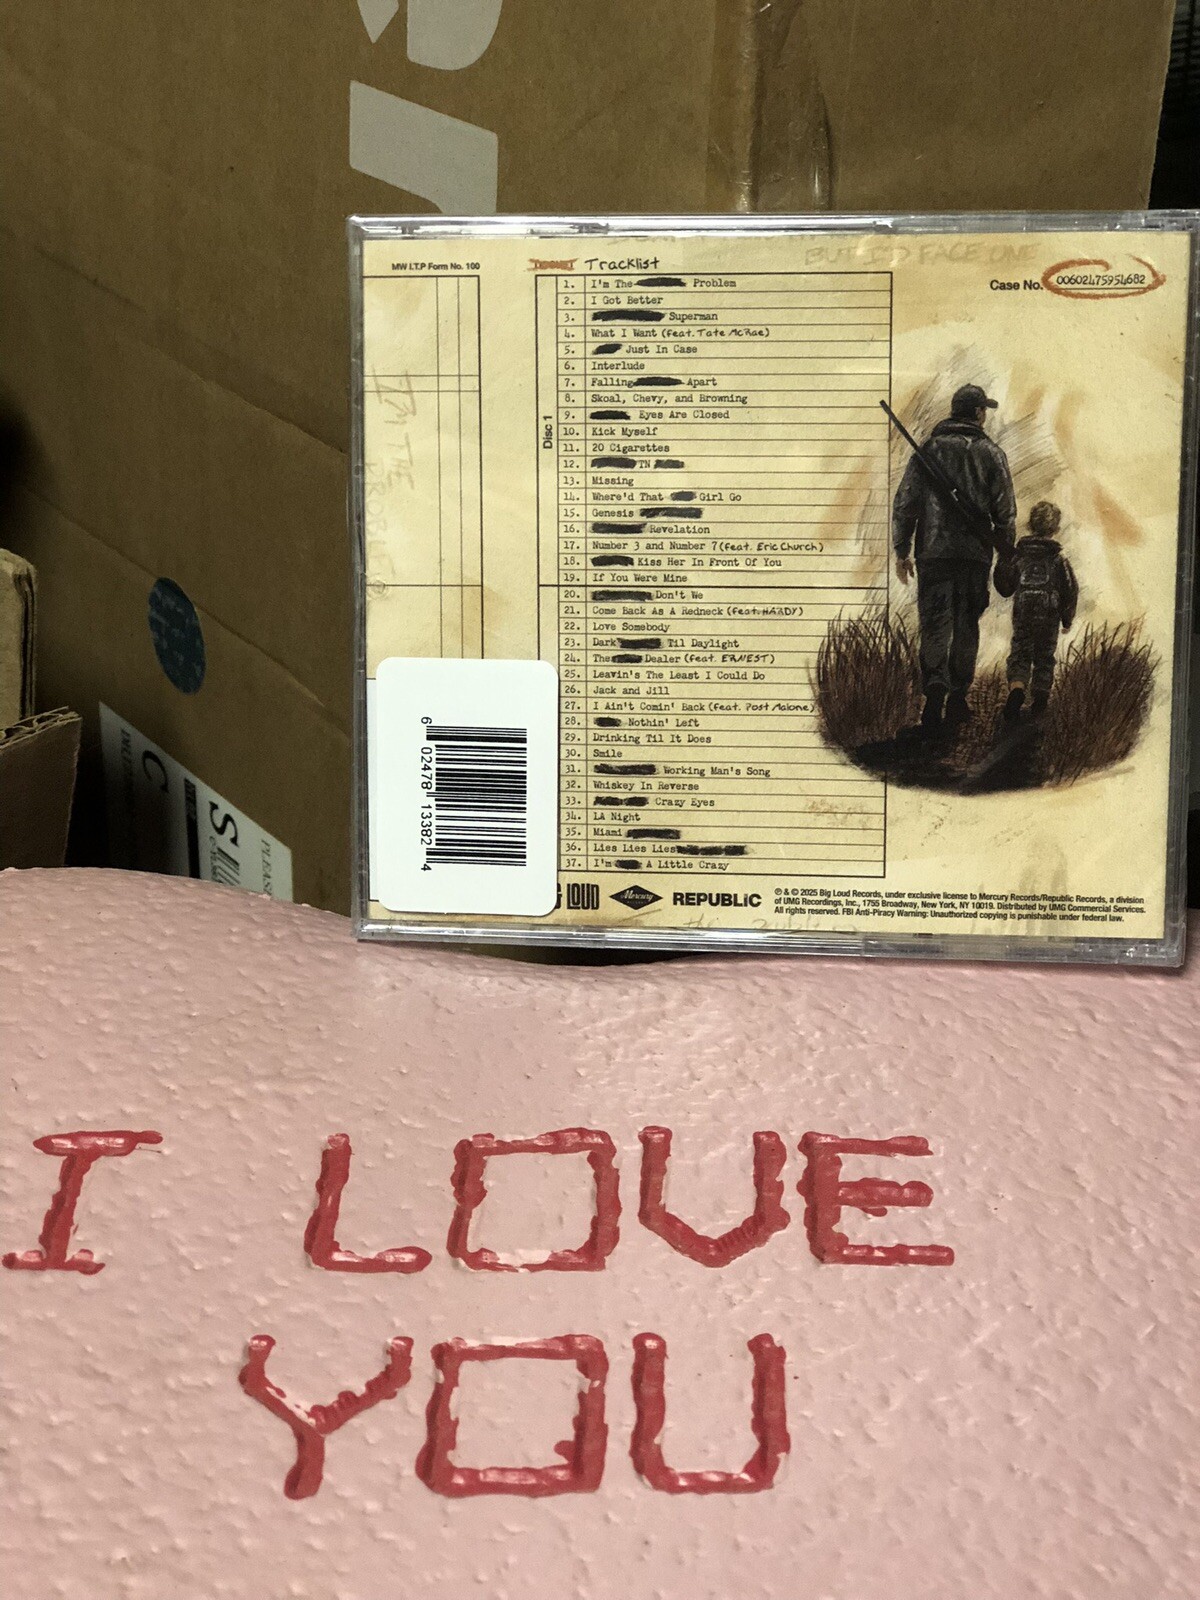 BUT I'D FACE ONE
MW I.T.P Form No. 100
Tracklist
Case No. 00602475954682
Disc 1
1. I'm The Problem
2. I Got Better
3. Superman
4. What I Want (feat. Tate McRae)
5. Just In Case
6. Interlude
7. Falling Apart
8. Skoal, Chevy, and Browning
9. Eyes Are Closed
10. Kick Myself
11. 20 Cigarettes
12. TN
13. Missing
14. Where'd That Girl Go
15. Genesis
16. Revelation
17. Number 3 and Number 7 (feat. Eric Church)
18. Kiss Her In Front Of You
19. If You Were Mine
20. Don't We
21. Come Back As A Redneck (feat. HARDY)
22. Love Somebody
23. Dark Til Daylight
24. The Dealer (feat. ERNEST)
25. Leavin's The Least I Could Do
26. Jack and Jill
27. I Ain't Comin' Back (feat. Post Malone)
28. Nothin' Left
29. Drinking Til It Does
30. Smile
31. Working Man's Song
32. Whiskey In Reverse
33. Crazy Eyes
34. LA Night
35. Miami
36. Lies Lies Lies
37. I'm A Little Crazy
I'M THE
PROBLEM
6 02478 13382 4
LOUD Mercury REPUBLIC
℗ & © 2025 Big Loud Records, under exclusive license to Mercury Records/Republic Records, a division
of UMG Recordings, Inc., 1755 Broadway, New York, NY 10019. Distributed by UMG Commercial Services.
All rights reserved. FBI Anti-Piracy Warning: Unauthorized copying is punishable under federal law.
I LOVE
YOU